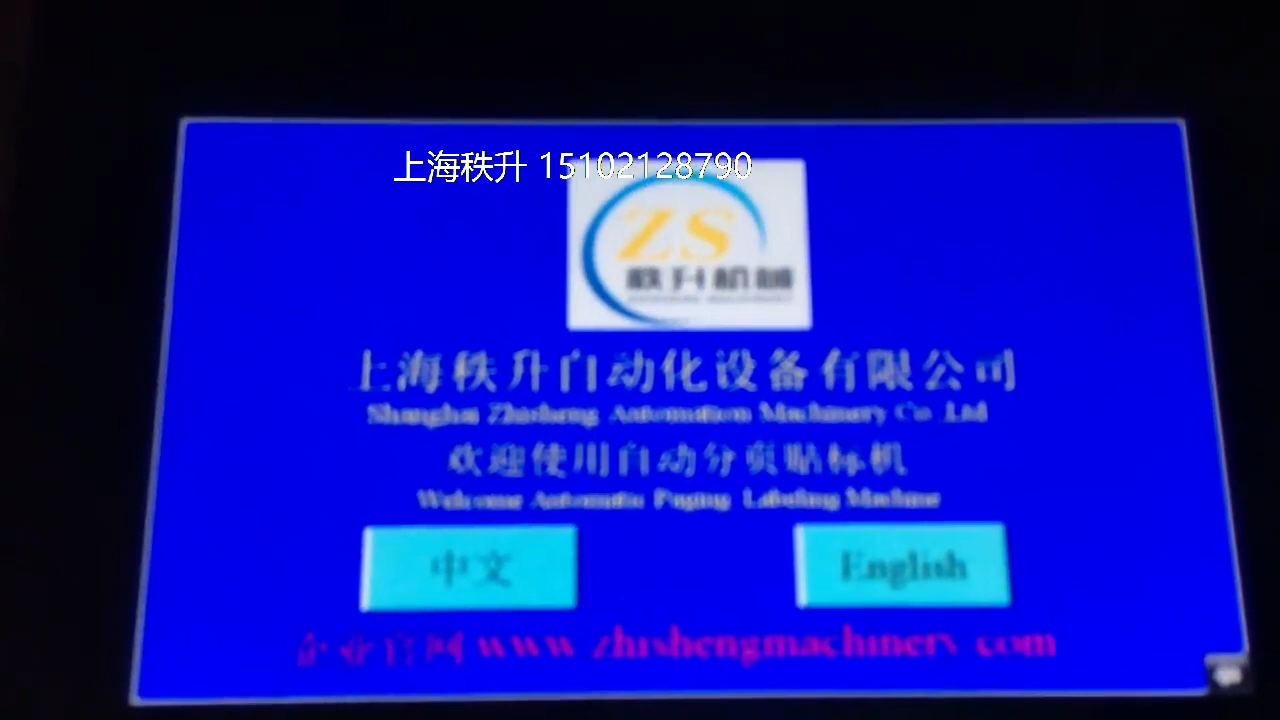 上海秩升 15102128790
ZS
秩升机械
上海秩升自动化设备有限公司
Shanghai Zhisheng Automation Machinery Co .Ltd
欢迎使用自动分页贴标机
Welcome Automatic Paging Labeling Machine
中文
English
企业官网 www zhishengmachinery com